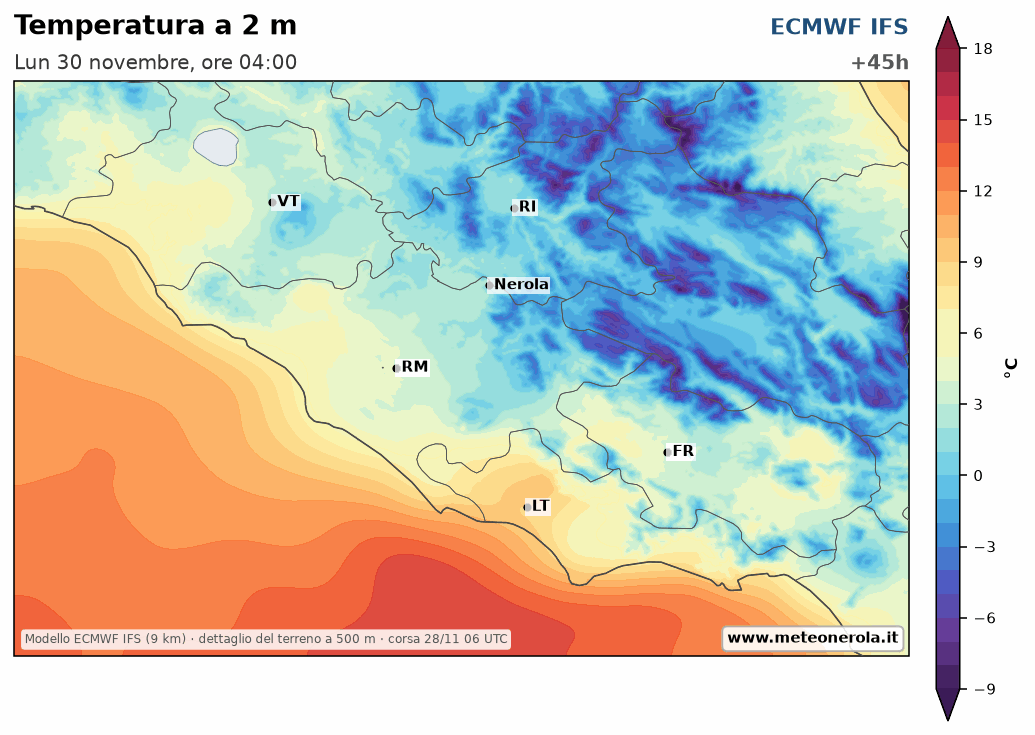 Temperatura a 2 m
ECMWF IFS
Lun 30 novembre, ore 04:00
+45h
VT
RI
Nerola
RM
FR
LT
18
15
12
9
6
3
0
−3
−6
−9
°C
Modello ECMWF IFS (9 km) · dettaglio del terreno a 500 m · corsa 28/11 06 UTC
www.meteonerola.it